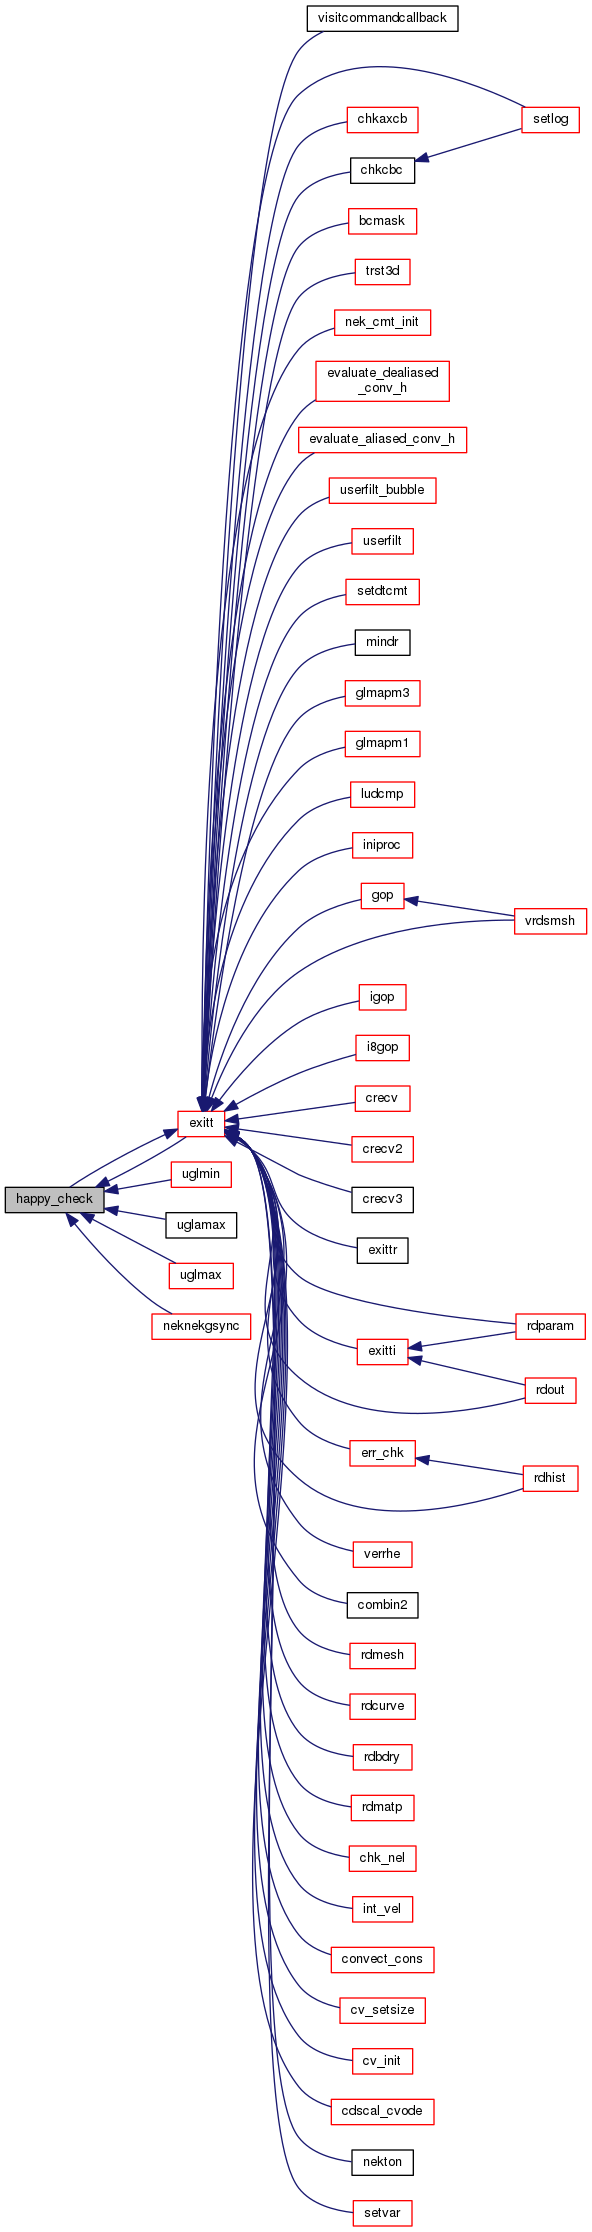 visitcommandcallback
setlog
chkaxcb
chkcbc
bcmask
trst3d
nek_cmt_init
evaluate_dealiased
_conv_h
evaluate_aliased_conv_h
userfilt_bubble
userfilt
setdtcmt
mindr
glmapm3
glmapm1
ludcmp
iniproc
gop
vrdsmsh
igop
i8gop
crecv
exitt
crecv2
uglmin
happy_check
crecv3
uglamax
exittr
uglmax
neknekgsync
rdparam
exitti
rdout
err_chk
rdhist
verrhe
combin2
rdmesh
rdcurve
rdbdry
rdmatp
chk_nel
int_vel
convect_cons
cv_setsize
cv_init
cdscal_cvode
nekton
setvar